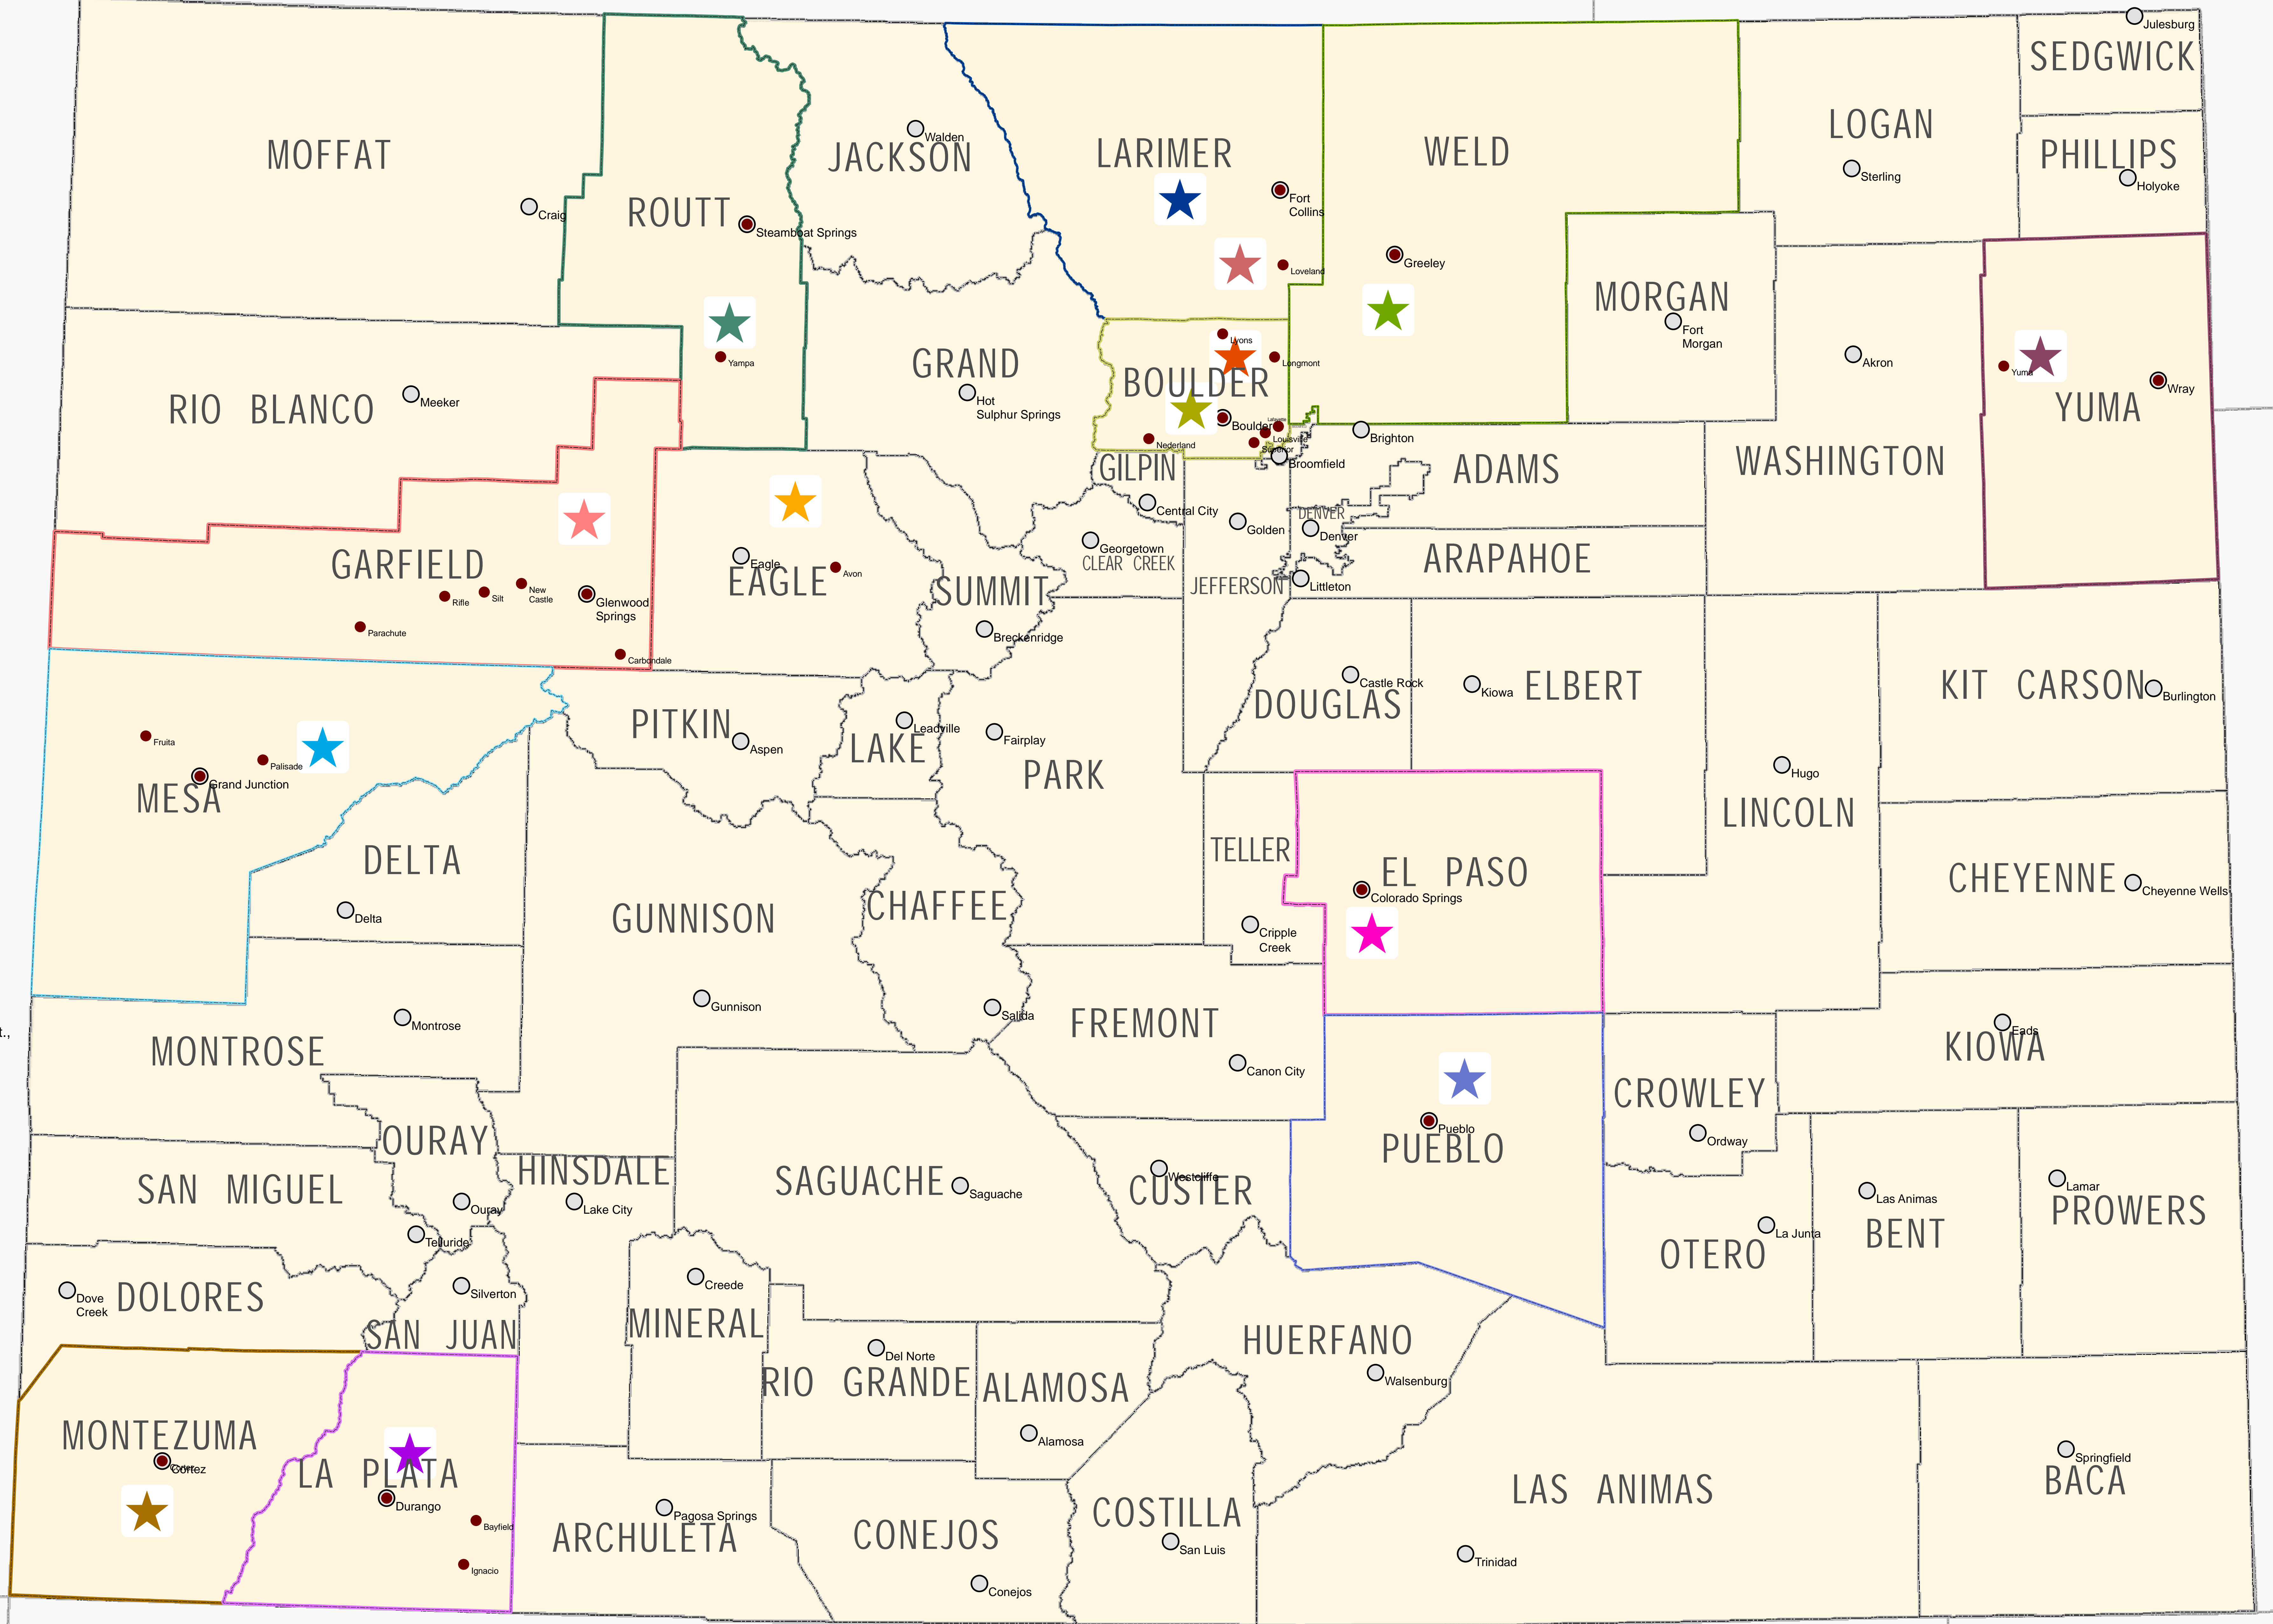 Julesburg
SEDGWICK
LOGAN
Walden
JACKSON
LARIMER
WELD
MOFFAT
PHILLIPS
Sterling
Holyoke
Craig
ROUTT
Fort
Collins
Steamboat Springs
Greeley
Loveland
MORGAN
Fort
Morgan
Lyons
Yampa
GRAND
Longmont
Akron
Yuma
BOULDER
Wray
RIO BLANCO
Meeker
Hot
Sulphur Springs
YUMA
Boulder
Lafayette
Louisville
Brighton
Nederland
Superior
GILPIN
Broomfield
ADAMS
WASHINGTON
Central City
DENVER
Golden
Denver
Georgetown
CLEAR CREEK
ARAPAHOE
GARFIELD
Eagle
EAGLE
Avon
SUMMIT
JEFFERSON
Littleton
New
Castle
Silt
Rifle
Glenwood
Springs
Parachute
Breckenridge
Carbondale
Castle Rock
Kiowa
ELBERT
KIT CARSON
Burlington
DOUGLAS
PITKIN
Leadville
Fairplay
Fruita
Aspen
LAKE
Palisade
Grand Junction
MESA
PARK
Hugo
LINCOLN
TELLER
DELTA
EL PASO
Colorado Springs
CHEYENNE
Cheyenne Wells
CHAFFEE
Delta
GUNNISON
Cripple
Creek
Gunnison
Salida
Montrose
FREMONT
Eads
KIOWA
t.,
MONTROSE
Canon City
CROWLEY
Pueblo
PUEBLO
Ordway
OURAY
HINSDALE
Westcliffe
CUSTER
SAGUACHE
Saguache
SAN MIGUEL
Lamar
Las Animas
PROWERS
Ouray
Lake City
La Junta
BENT
Telluride
OTERO
Creede
Silverton
Dove
Creek
DOLORES
MINERAL
SAN JUAN
HUERFANO
Del Norte
RIO GRANDE
ALAMOSA
Walsenburg
MONTEZUMA
Alamosa
Cortez
Cortez
Springfield
LA PLATA
BACA
LAS ANIMAS
Durango
Pagosa Springs
COSTILLA
Bayfield
ARCHULETA
CONEJOS
San Luis
Trinidad
Ignacio
Conejos